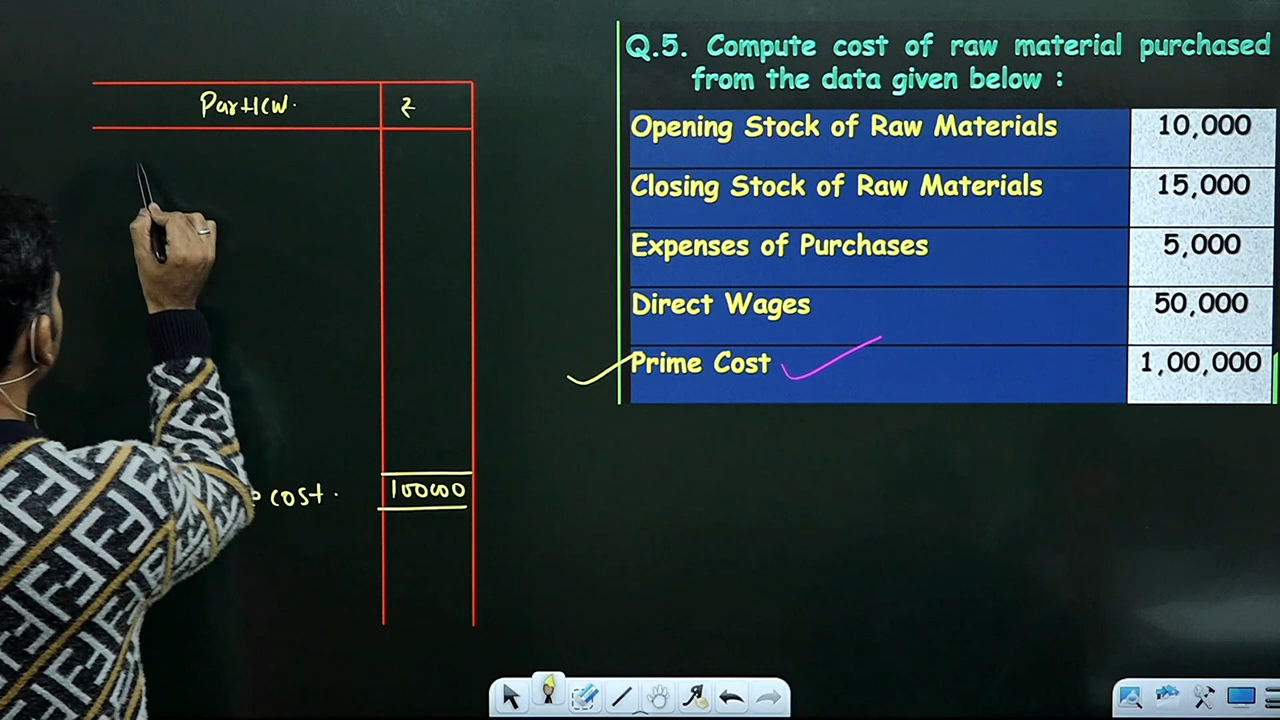 Particu.
₹
cost.
100000
Q.5. Compute cost of raw material purchased
from the data given below :
Opening Stock of Raw Materials 10,000
Closing Stock of Raw Materials 15,000
Expenses of Purchases 5,000
Direct Wages 50,000
Prime Cost 1,00,000